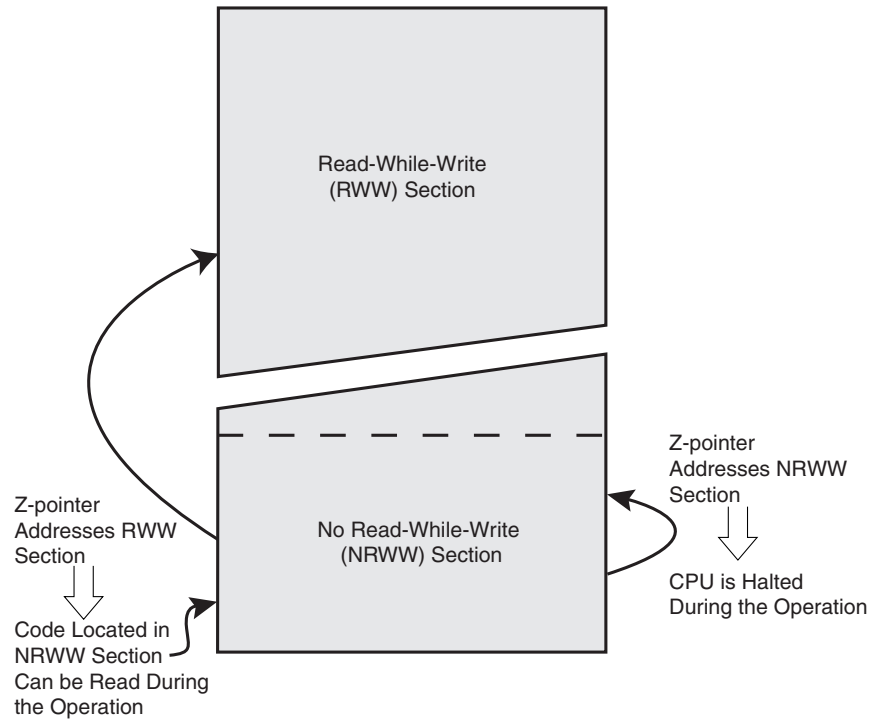 Read-While-Write
(RWW) Section
Z-pointer
Addresses NRWW
Section
Z-pointer
Addresses RWW
Section
No Read-While-Write
(NRWW) Section
CPU is Halted
During the Operation
Code Located in
NRWW Section
Can be Read During
the Operation